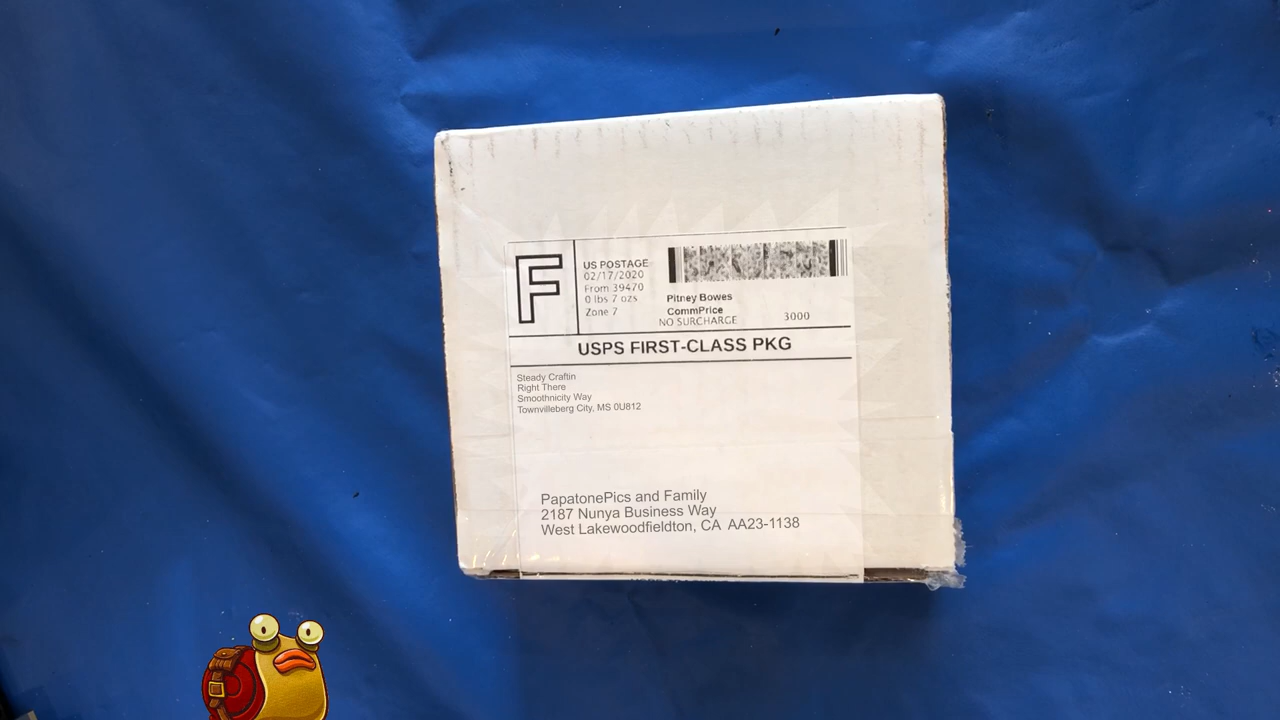 F
US POSTAGE
02/17/2020
From 39470
0 lbs 7 ozs
Zone 7
Pitney Bowes
CommPrice
NO SURCHARGE 3000
USPS FIRST-CLASS PKG
Steady Craftin
Right There
Smoothnicity Way
Townvilleberg City, MS 0U812
PapatonePics and Family
2187 Nunya Business Way
West Lakewoodfieldton, CA AA23-1138